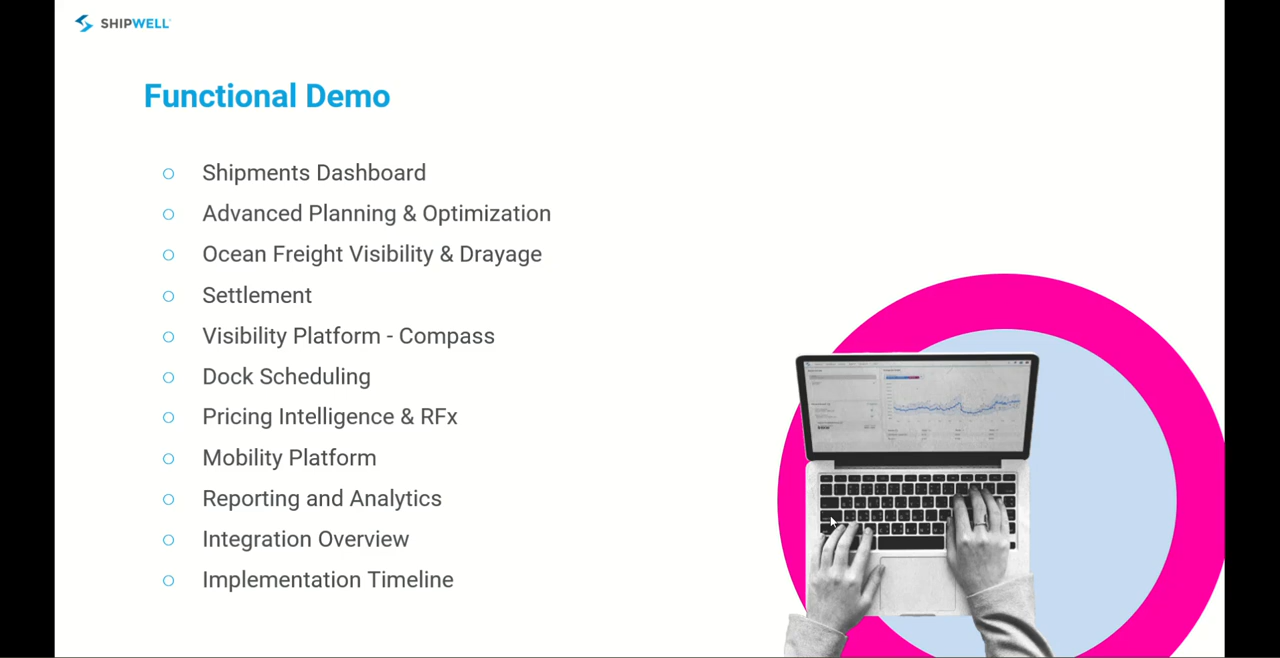 SHIPWELL
Functional Demo
Shipments Dashboard
Advanced Planning & Optimization
Ocean Freight Visibility & Drayage
Settlement
Visibility Platform - Compass
Dock Scheduling
Pricing Intelligence & RFx
Mobility Platform
Reporting and Analytics
Integration Overview
Implementation Timeline